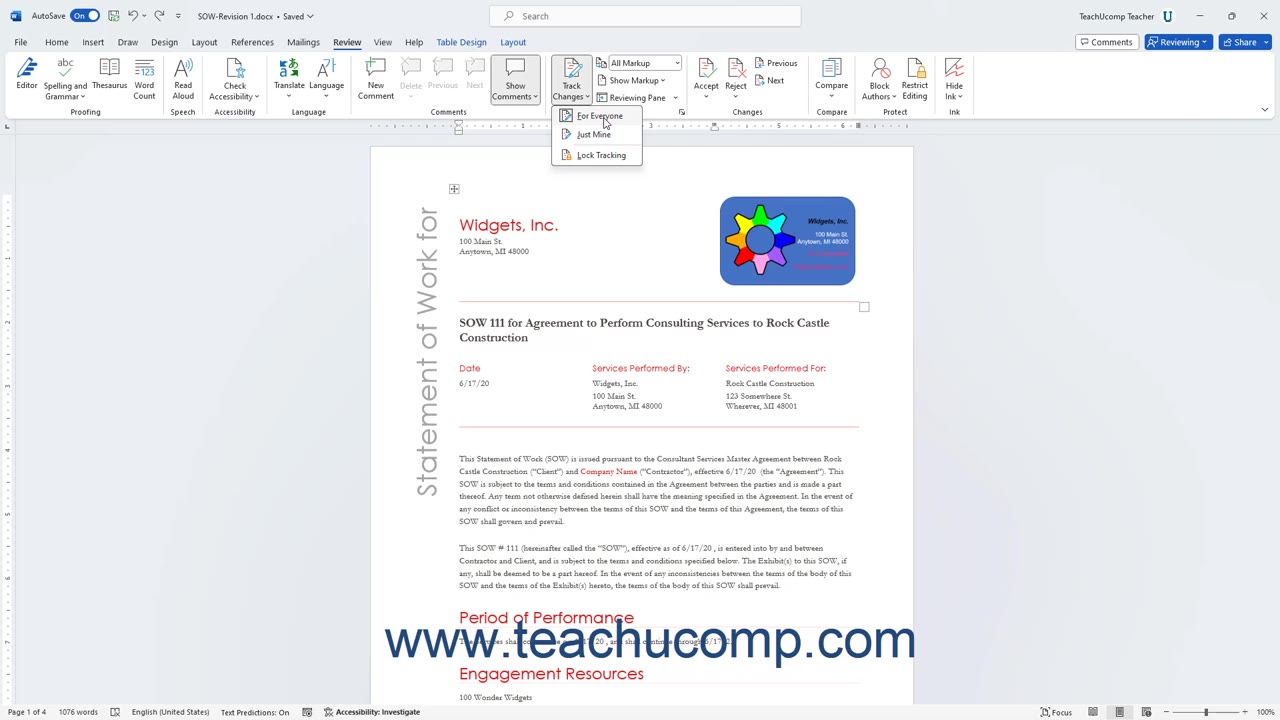 AutoSave On SOW-Revision 1.docx • Saved Search TeachUcomp Teacher
File Home Insert Draw Design Layout References Mailings Review View Help Table Design Layout Comments Reviewing Share
Editor
Spelling and Grammar
Thesaurus
Word Count
Read Aloud
Check Accessibility
Translate
Language
New Comment
Delete
Previous
Next
Show Comments
Track Changes
All Markup
Show Markup
Reviewing Pane
Accept
Reject
Previous
Next
Compare
Block Authors
Restrict Editing
Hide Ink
Proofing Speech Accessibility Language Comments Changes Compare Protect Ink
For Everyone
Just Mine
Lock Tracking
Statement of Work for
Widgets, Inc.
100 Main St.
Anytown, MI 48000
Widgets, Inc.
100 Main St.
Anytown, MI 48000
SOW 111 for Agreement to Perform Consulting Services to Rock Castle
Construction
Date Services Performed By: Services Performed For:
6/17/20 Widgets, Inc. Rock Castle Construction
100 Main St. 123 Somewhere St.
Anytown, MI 48000 Wherever, MI 48001
This Statement of Work (SOW) is issued pursuant to the Consultant Services Master Agreement between Rock
Castle Construction (“Client”) and Company Name (“Contractor”), effective 6/17/20 (the “Agreement”). This
SOW is subject to the terms and conditions contained in the Agreement between the parties and is made a part
thereof. Any term not otherwise defined herein shall have the meaning specified in the Agreement. In the event of
any conflict or inconsistency between the terms of this SOW and the terms of this Agreement, the terms of this
SOW shall govern and prevail.
This SOW # 111 (hereinafter called the “SOW”), effective as of 6/17/20 , is entered into by and between
Contractor and Client, and is subject to the terms and conditions specified below. The Exhibit(s) to this SOW, if
any, shall be deemed to be a part hereof. In the event of any inconsistencies between the terms of the body of this
SOW and the terms of the Exhibit(s) hereto, the terms of the body of this SOW shall prevail.
Period of Performance
www.teachucomp.com
Engagement Resources
100 Wonder Widgets
Page 1 of 4 1076 words English (United States) Text Predictions: On Accessibility: Investigate Focus 100%